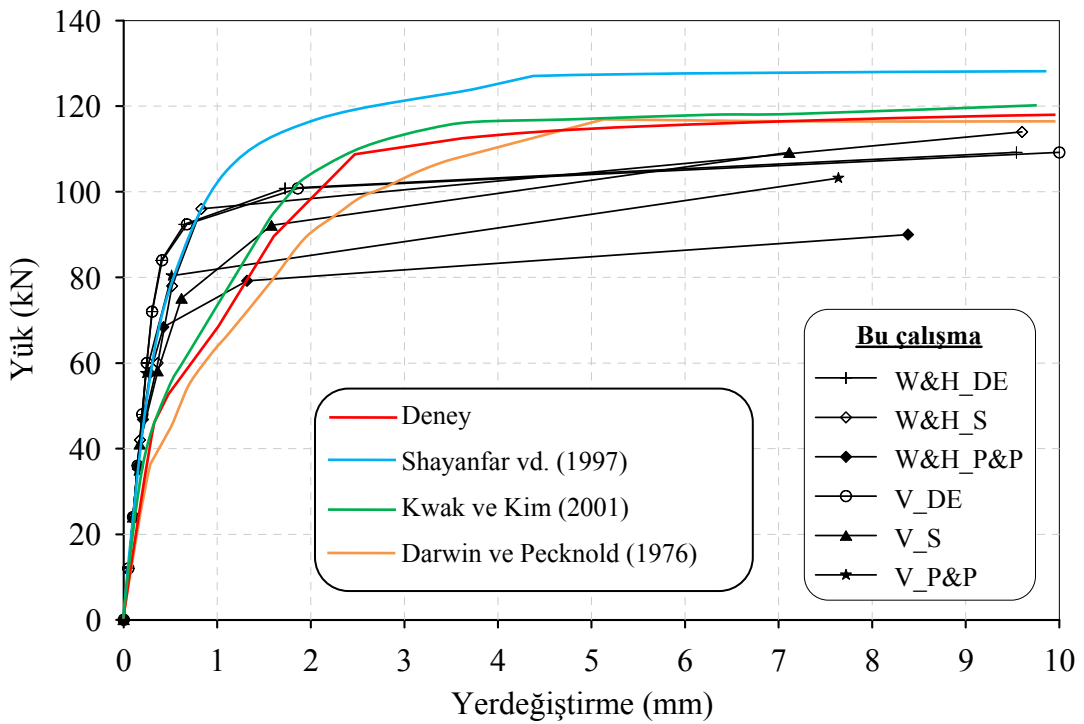 140
120
100
80
60
40
20
0
Yük (kN)
0 1 2 3 4 5 6 7 8 9 10
Yerdeğiştirme (mm)
Deney
Shayanfar vd. (1997)
Kwak ve Kim (2001)
Darwin ve Pecknold (1976)
Bu çalışma
W&H_DE
W&H_S
W&H_P&P
V_DE
V_S
V_P&P